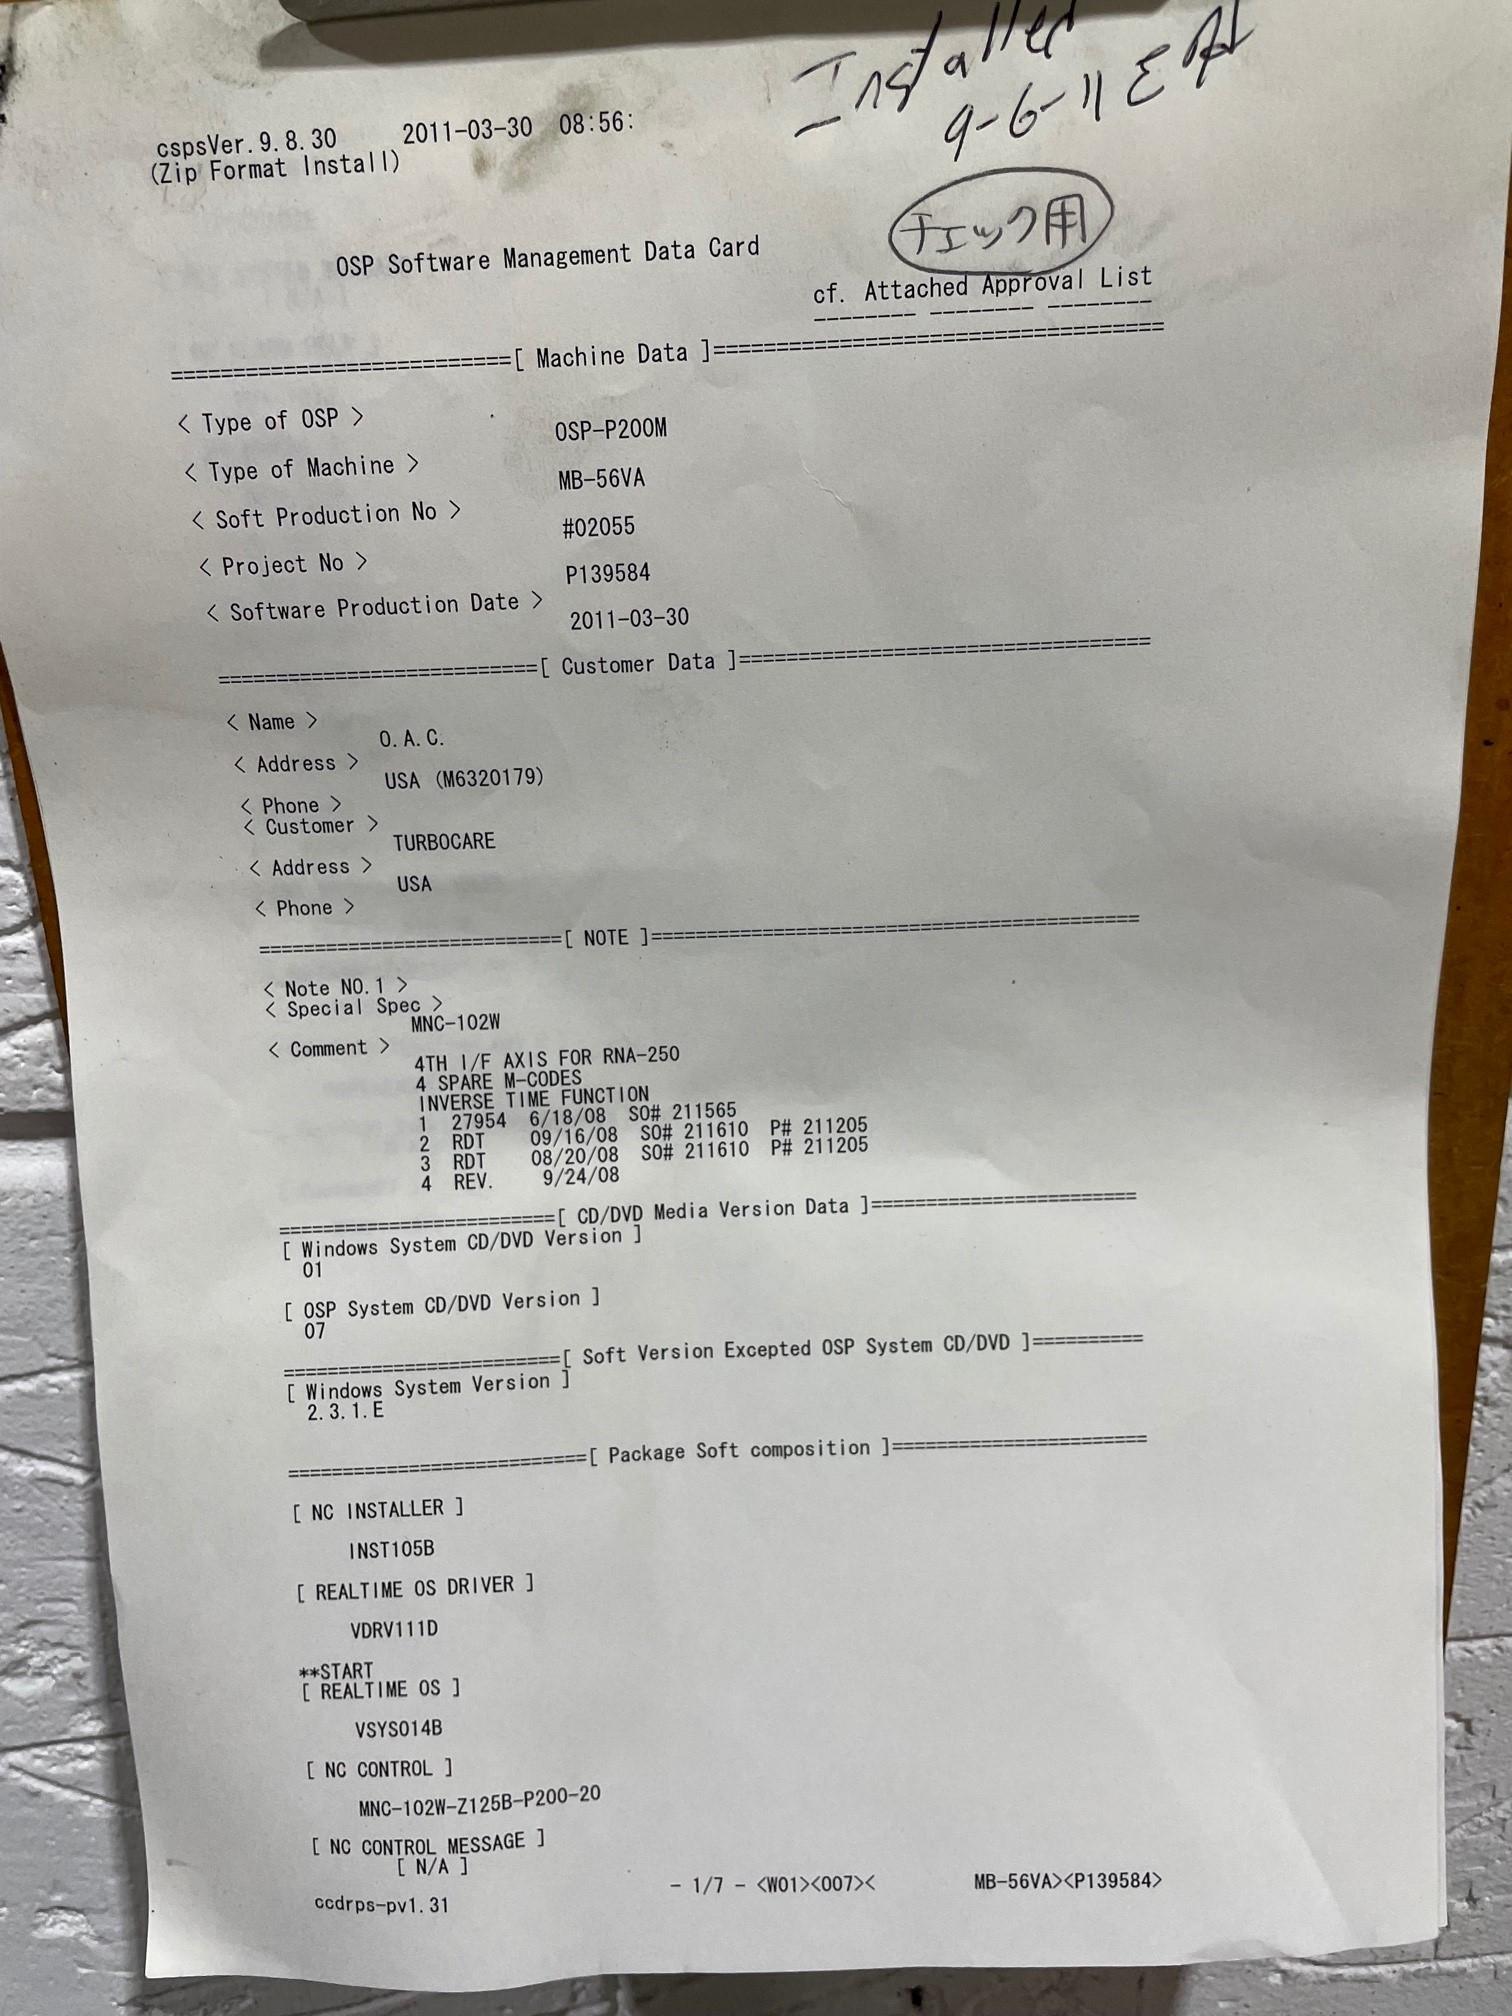 Installed
9-6-11
cspsVer.9.8.30 2011-03-30 08:56:
(Zip Format Install)
チェック用
OSP Software Management Data Card
cf. Attached Approval List
-------- -------- --------
===========================[ Machine Data ]====================================
< Type of OSP >
OSP-P200M
< Type of Machine >
MB-56VA
< Soft Production No >
#02055
< Project No >
P139584
< Software Production Date >
2011-03-30
===========================[ Customer Data ]===================================
< Name >
O.A.C.
< Address >
USA (M6320179)
< Phone >
< Customer >
TURBOCARE
< Address >
USA
< Phone >
===========================[ NOTE ]============================================
< Note NO.1 >
< Special Spec >
MNC-102W
< Comment >
4TH I/F AXIS FOR RNA-250
4 SPARE M-CODES
INVERSE TIME FUNCTION
1 27954 6/18/08 SO# 211565
2 RDT 09/16/08 SO# 211610 P# 211205
3 RDT 08/20/08 SO# 211610 P# 211205
4 REV. 9/24/08
=========================[ CD/DVD Media Version Data ]========================
[ Windows System CD/DVD Version ]
01
[ OSP System CD/DVD Version ]
07
=========================[ Soft Version Excepted OSP System CD/DVD ]==========
[ Windows System Version ]
2.3.1.E
===========================[ Package Soft composition ]=======================
[ NC INSTALLER ]
INST105B
[ REALTIME OS DRIVER ]
VDRV111D
**START
[ REALTIME OS ]
VSYS014B
[ NC CONTROL ]
MNC-102W-Z125B-P200-20
[ NC CONTROL MESSAGE ]
[ N/A ]
- 1/7 - <W01><007>< MB-56VA><P139584>
ccdrps-pv1.31